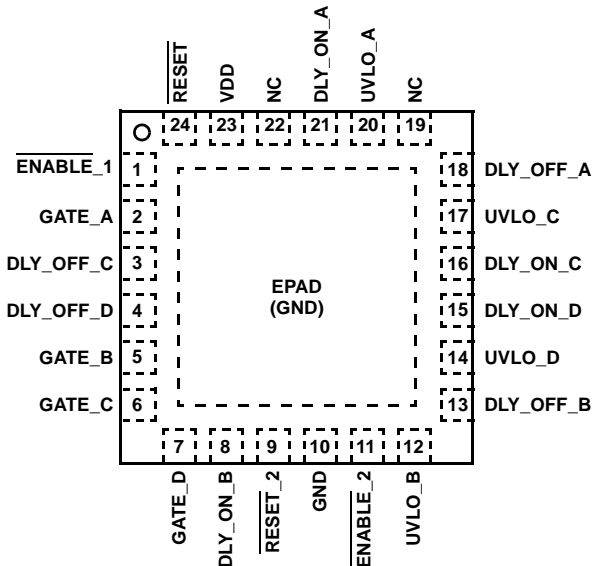 RESET
VDD
NC
DLY_ON_A
UVLO_A
NC
24 23 22 21 20 19
ENABLE_1 1
GATE_A 2
DLY_OFF_C 3
DLY_OFF_D 4
GATE_B 5
GATE_C 6
EPAD
(GND)
18 DLY_OFF_A
17 UVLO_C
16 DLY_ON_C
15 DLY_ON_D
14 UVLO_D
13 DLY_OFF_B
7 8 9 10 11 12
GATE_D
DLY_ON_B
RESET_2
GND
ENABLE_2
UVLO_B